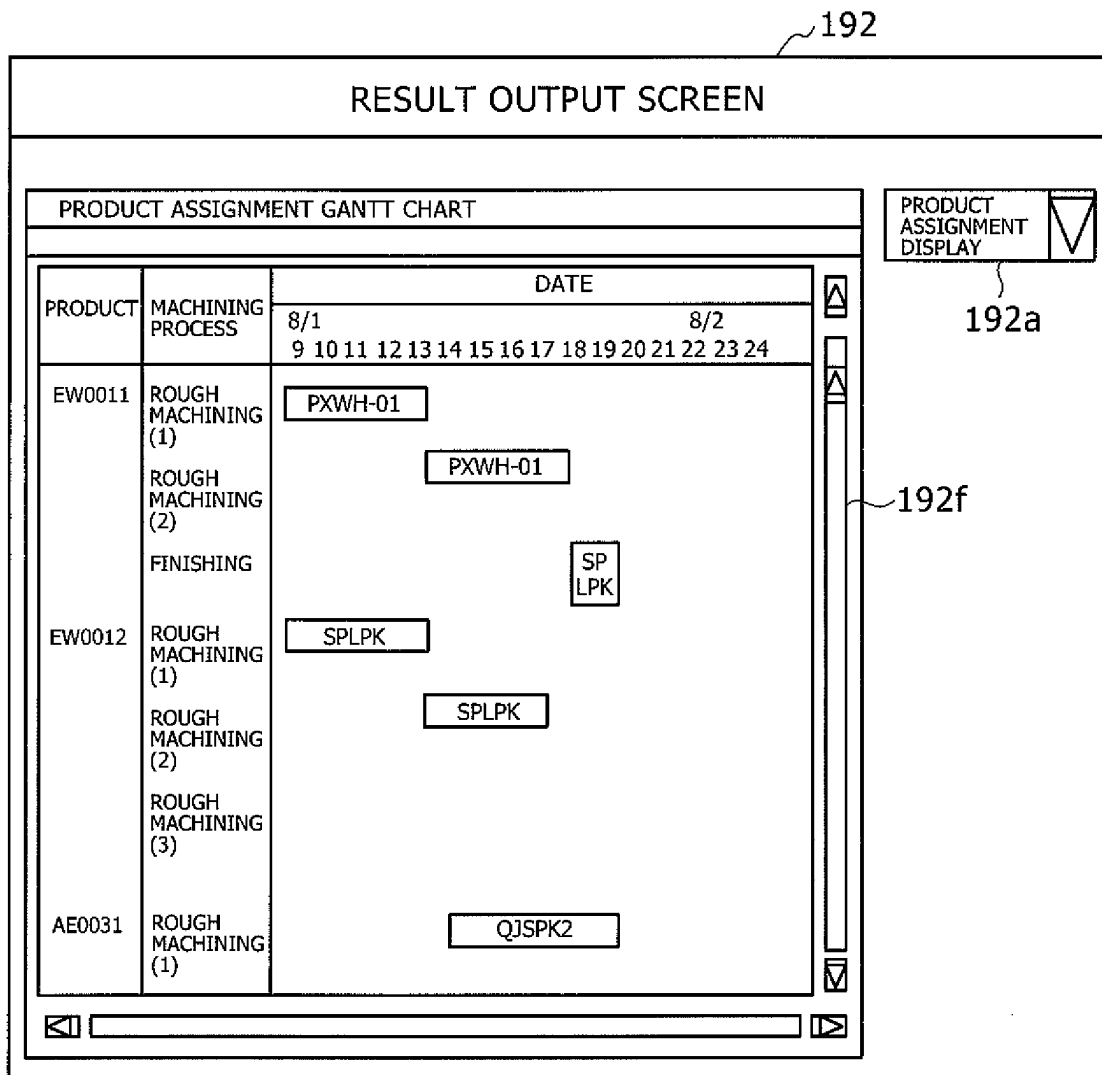 192
RESULT OUTPUT SCREEN
PRODUCT ASSIGNMENT GANTT CHART
PRODUCT
ASSIGNMENT
DISPLAY
192a
PRODUCT
MACHINING
PROCESS
DATE
8/1 8/2
9 10 11 12 13 14 15 16 17 18 19 20 21 22 23 24
EW0011
ROUGH
MACHINING
(1)
PXWH-01
ROUGH
MACHINING
(2)
PXWH-01
192f
FINISHING
SP
LPK
EW0012
ROUGH
MACHINING
(1)
SPLPK
ROUGH
MACHINING
(2)
SPLPK
ROUGH
MACHINING
(3)
AE0031
ROUGH
MACHINING
(1)
QJSPK2